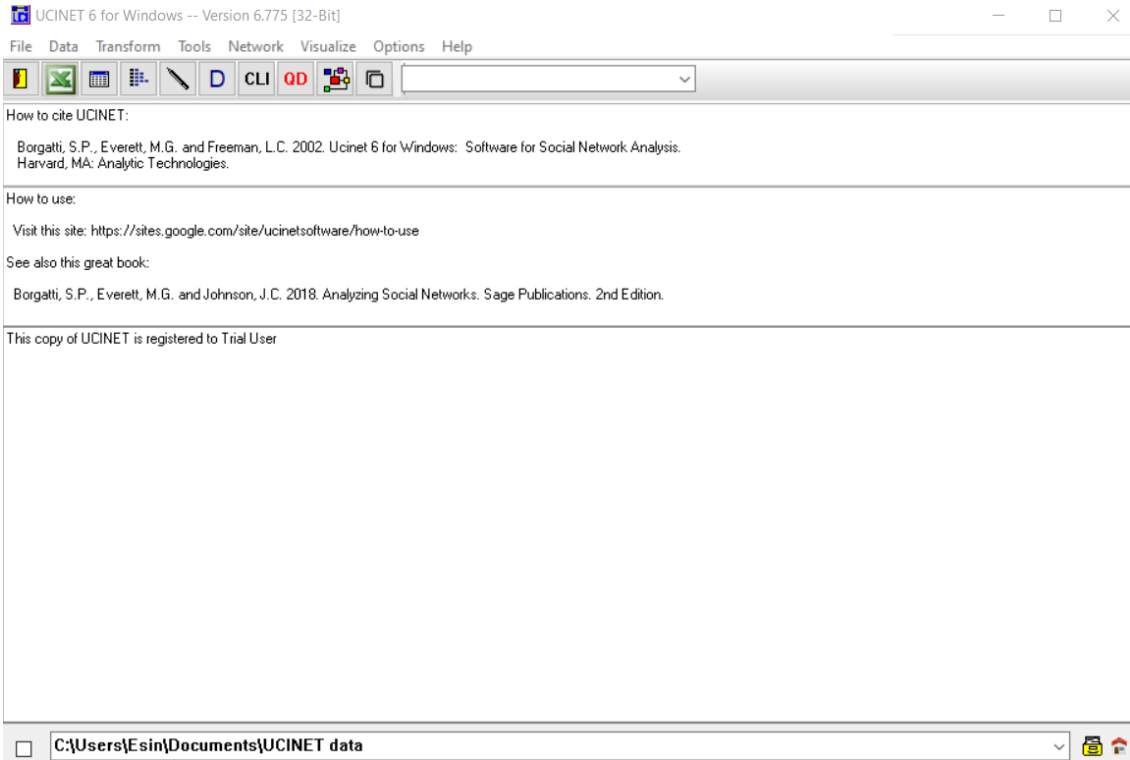 UCINET 6 for Windows -- Version 6.775 [32-Bit]
File Data Transform Tools Network Visualize Options Help
D CLI QD
How to cite UCINET:
Borgatti, S.P., Everett, M.G. and Freeman, L.C. 2002. Ucinet 6 for Windows: Software for Social Network Analysis.
Harvard, MA: Analytic Technologies.
How to use:
Visit this site: https://sites.google.com/site/ucinetsoftware/how-to-use
See also this great book:
Borgatti, S.P., Everett, M.G. and Johnson, J.C. 2018. Analyzing Social Networks. Sage Publications. 2nd Edition.
This copy of UCINET is registered to Trial User
C:\Users\Esin\Documents\UCINET data